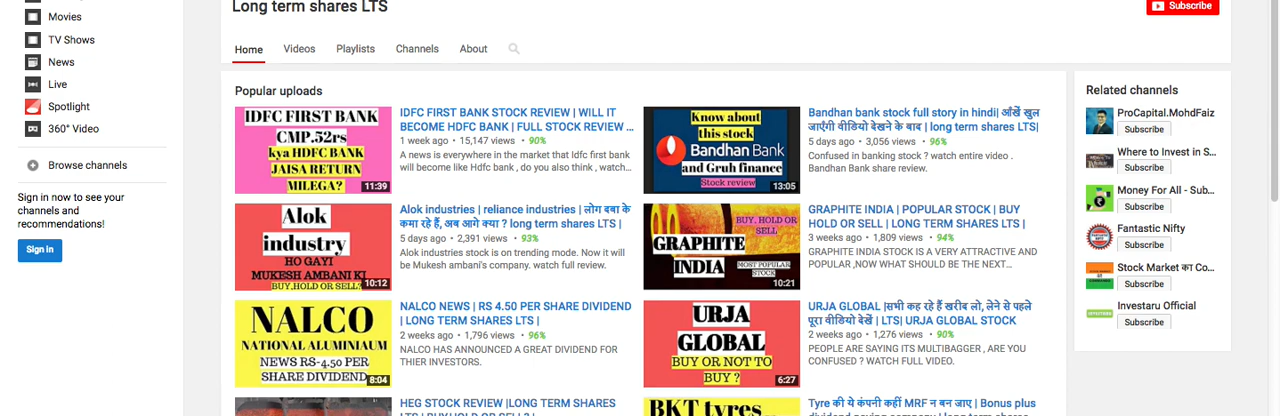 Movies
TV Shows
News
Live
Spotlight
360° Video
Browse channels
Sign in now to see your
channels and
recommendations!
Sign in
Long term shares LTS
Subscribe
Home Videos Playlists Channels About
Popular uploads
IDFC FIRST BANK
CMP.52rs
kya HDFC BANK
JAISA RETURN
MILEGA?
11:39
IDFC FIRST BANK STOCK REVIEW | WILL IT
BECOME HDFC BANK | FULL STOCK REVIEW ...
1 week ago • 15,147 views • 90%
A news is everywhere in the market that Idfc first bank
will become like Hdfc bank , do you also think , watch...
Know about
this stock
Bandhan Bank
and Gruh finance
Stock review
13:05
Bandhan bank stock full story in hindi| आँखें खुल
जाएँगी वीडियो देखने के बाद | long term shares LTS|
5 days ago • 3,056 views • 96%
Confused in banking stock ? watch entire video .
Bandhan Bank share review.
Alok
industry
HO GAYI
MUKESH AMBANI KI
BUY,HOLD OR SELL?
10:12
Alok industries | reliance industries | लोग दबा के
कमा रहे हैं, अब आगे क्या ? long term shares LTS |
5 days ago • 2,391 views • 93%
Alok industries stock is on trending mode. Now it will
be Mukesh ambani's company. watch full review.
BUY, HOLD OR
SELL
GRAPHITE
INDIA
MOST POPULAR
STOCK
10:21
GRAPHITE INDIA | POPULAR STOCK | BUY
HOLD OR SELL | LONG TERM SHARES LTS |
3 weeks ago • 1,809 views • 94%
GRAPHITE INDIA STOCK IS A VERY ATTRACTIVE AND
POPULAR ,NOW WHAT SHOULD BE THE NEXT...
NALCO
NATIONAL ALUMINIAUM
NEWS RS-4.50 PER
SHARE DIVIDEND
8:04
NALCO NEWS | RS 4.50 PER SHARE DIVIDEND
| LONG TERM SHARES LTS |
2 weeks ago • 1,796 views • 96%
NALCO HAS ANNOUNCED A GREAT DIVIDEND FOR
THIER INVESTORS.
URJA
GLOBAL
BUY OR NOT TO
BUY ?
6:27
URJA GLOBAL |सभी कह रहे हैं खरीद लो, लेने से पहले
पूरा वीडियो देखें | LTS| URJA GLOBAL STOCK
2 weeks ago • 1,276 views • 90%
PEOPLE ARE SAYING ITS MULTIBAGGER , ARE YOU
CONFUSED ? WATCH FULL VIDEO.
HEG STOCK REVIEW |LONG TERM SHARES
LTS | BUY,HOLD OR SELL? |
BKT tyres...
Tyre की ये कंपनी कहीं MRF न बन जाए | Bonus plus
dividend paying company | long term shares
Related channels
ProCapital.MohdFaiz
Subscribe
Where to Invest in S...
Subscribe
Money For All - Sub...
Subscribe
Fantastic Nifty
Subscribe
Stock Market का Co...
Subscribe
Investaru Official
Subscribe